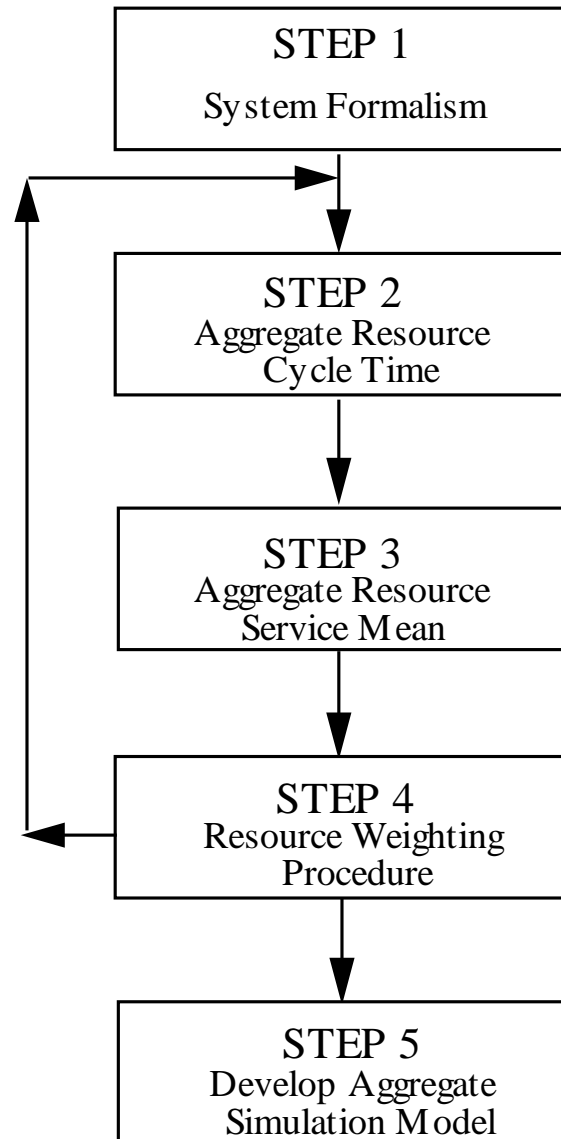 STEP 1
System Formalism
STEP 2
Aggregate Resource
Cycle Time
STEP 3
Aggregate Resource
Service Mean
STEP 4
Resource Weighting
Procedure
STEP 5
Develop Aggregate
Simulation Model